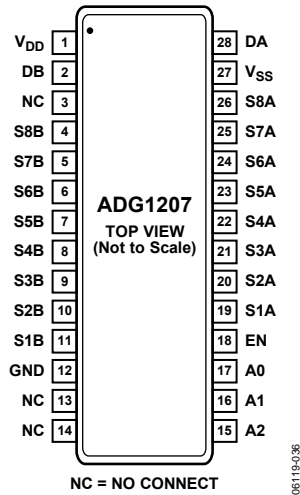 VDD 1
DB 2
NC 3
S8B 4
S7B 5
S6B 6
S5B 7
S4B 8
S3B 9
S2B 10
S1B 11
GND 12
NC 13
NC 14
ADG1207
TOP VIEW
(Not to Scale)
28 DA
27 VSS
26 S8A
25 S7A
24 S6A
23 S5A
22 S4A
21 S3A
20 S2A
19 S1A
18 EN
17 A0
16 A1
15 A2
NC = NO CONNECT
06119-036